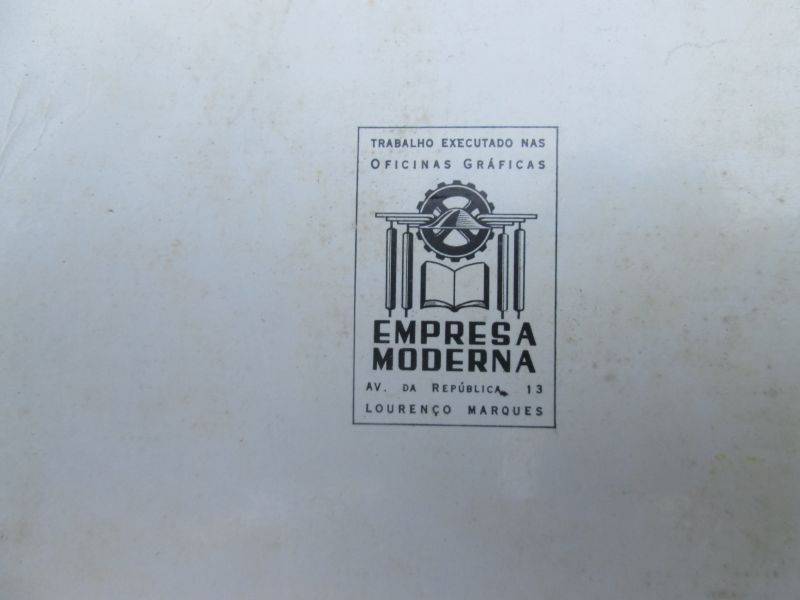 TRABALHO EXECUTADO NAS
OFICINAS GRÁFICAS
EMPRESA
MODERNA
AV. DA REPÚBLICA, 13
LOURENÇO MARQUES